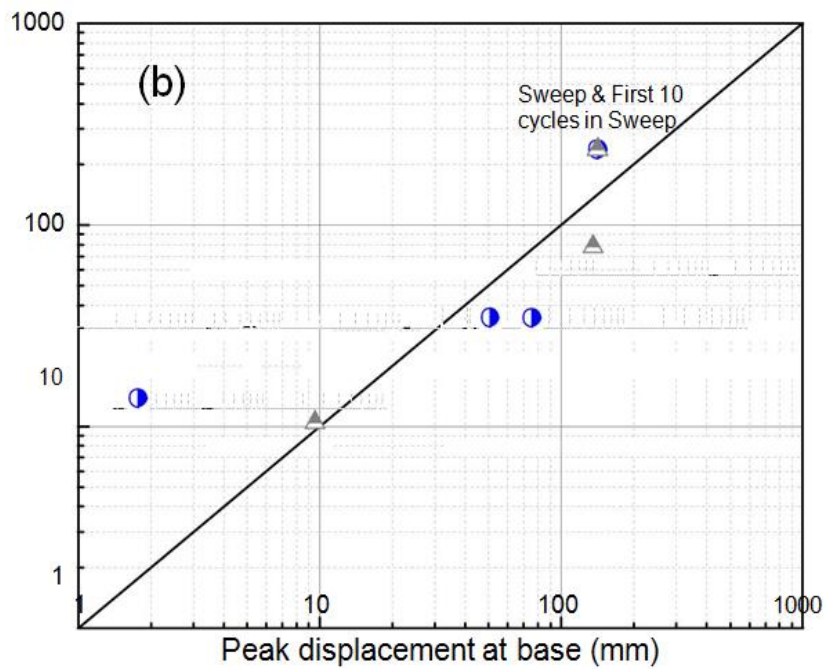 1000
(b)
Sweep & First 10
cycles in Sweep
100
10
1
1 10 100 1000
Peak displacement at base (mm)